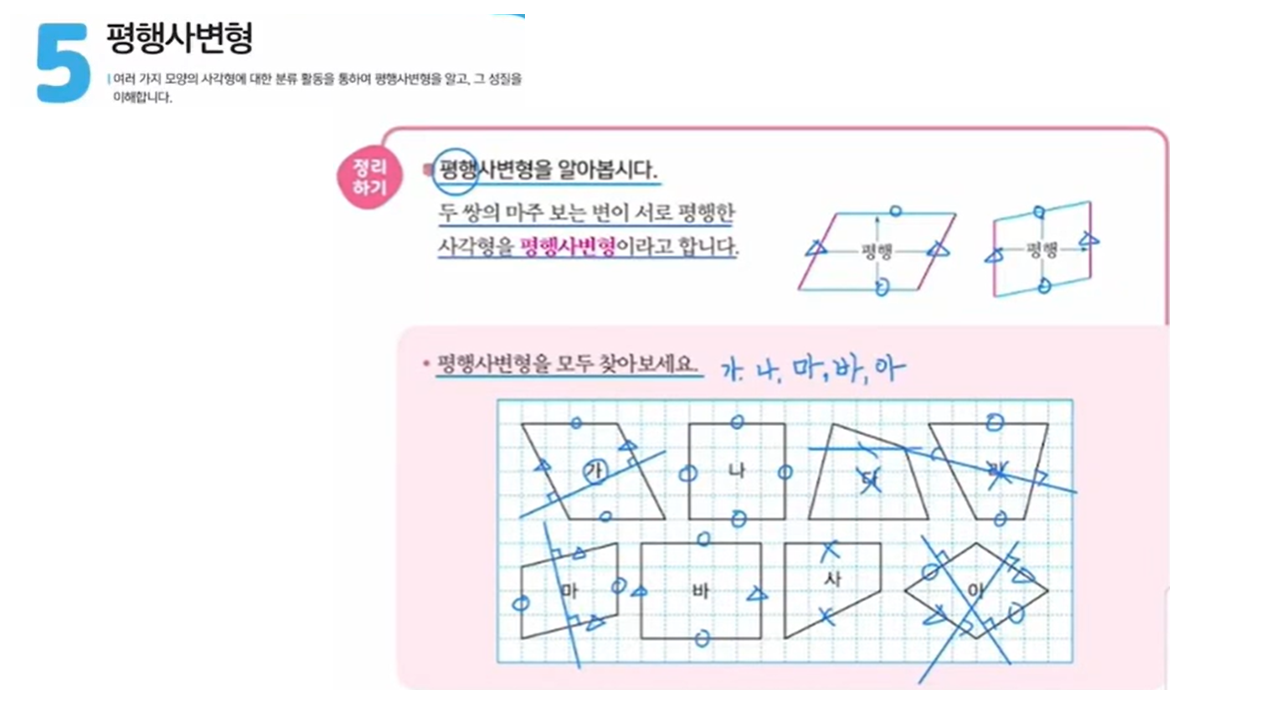 5 평행사변형
여러 가지 모양의 사각형에 대한 분류 활동을 통하여 평행사변형을 알고, 그 성질을
이해합니다.
정리
하기
평행사변형을 알아봅시다.
두 쌍의 마주 보는 변이 서로 평행한
사각형을 평행사변형이라고 합니다.
평행
평행
• 평행사변형을 모두 찾아보세요. 가. 나, 마, 바, 아
가 나 다 라
마 바 사 아